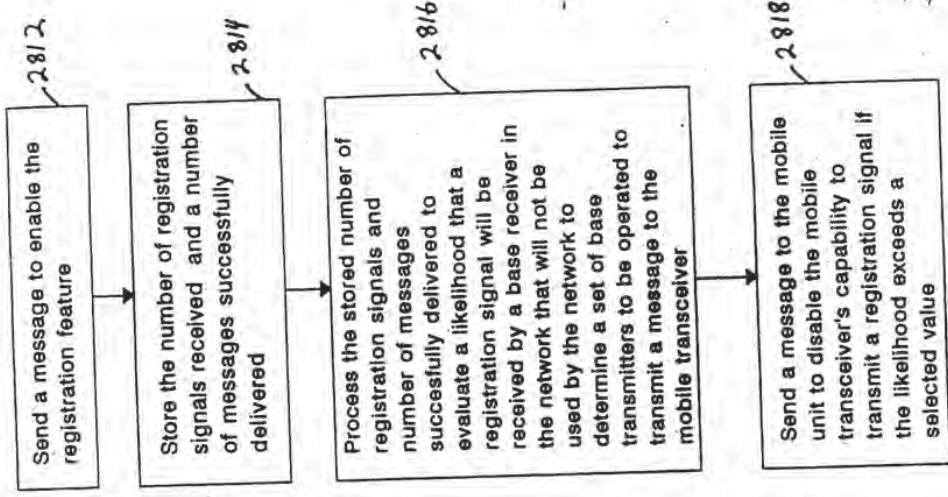 2812
Send a message to enable the
registration feature
2814
Store the number of registration
signals received and a number
of messages successfully
delivered
2816
Process the stored number of
registration signals and
number of messages
successfully delivered to
evaluate a likelihood that a
registration signal will be
received by a base receiver in
the network that will not be
used by the network to
determine a set of base
transmitters to be operated to
transmit a message to the
mobile transceiver
2818
Send a message to the mobile
unit to disable the mobile
transceiver's capability to
transmit a registration signal if
the likelihood exceeds a
selected value